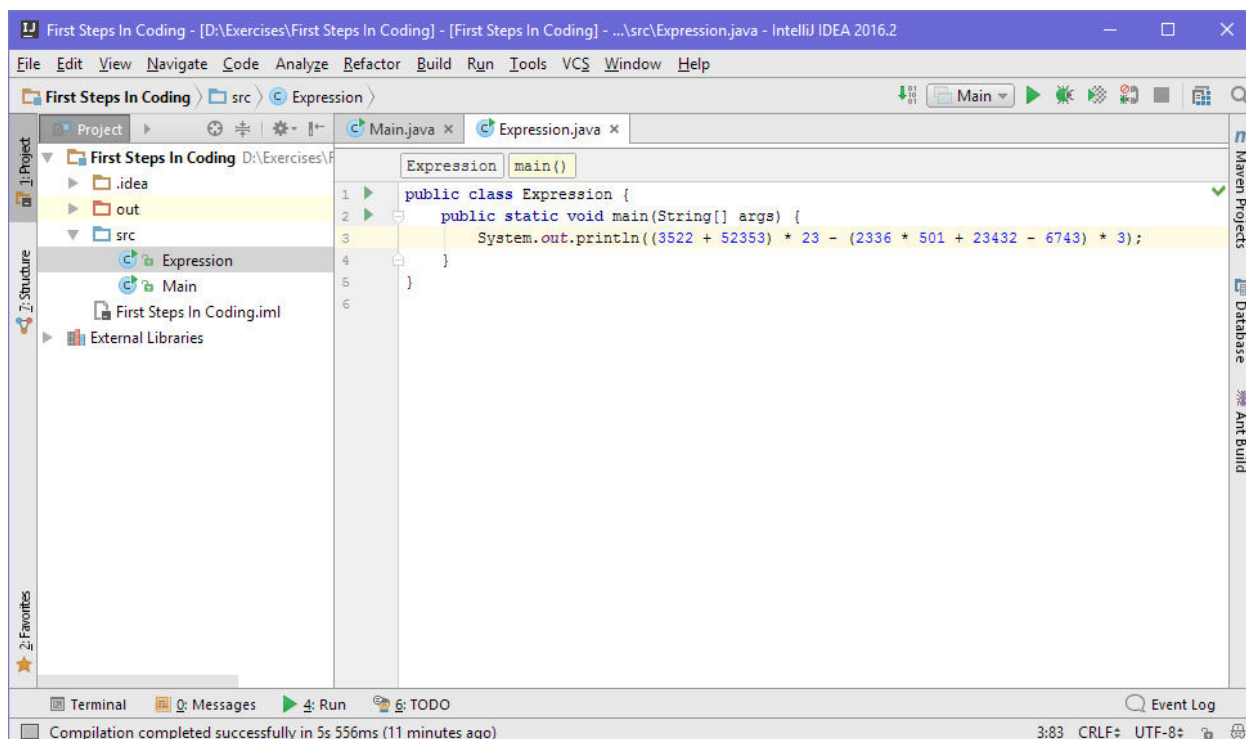 First Steps In Coding - [D:\Exercises\First Steps In Coding] - [First Steps In Coding] - ...\src\Expression.java - IntelliJ IDEA 2016.2
File Edit View Navigate Code Analyze Refactor Build Run Tools VCS Window Help
First Steps In Coding src Expression
Main
Project
Main.java × Expression.java ×
1: Project
7: Structure
2: Favorites
First Steps In Coding D:\Exercises\F
.idea
out
src
Expression
Main
First Steps In Coding.iml
External Libraries
Expression main()
1 public class Expression {
2 public static void main(String[] args) {
3 System.out.println((3522 + 52353) * 23 - (2336 * 501 + 23432 - 6743) * 3);
4 }
5 }
6
Maven Projects
Database
Ant Build
Terminal 0: Messages 4: Run 6: TODO Event Log
Compilation completed successfully in 5s 556ms (11 minutes ago) 3:83 CRLF UTF-8